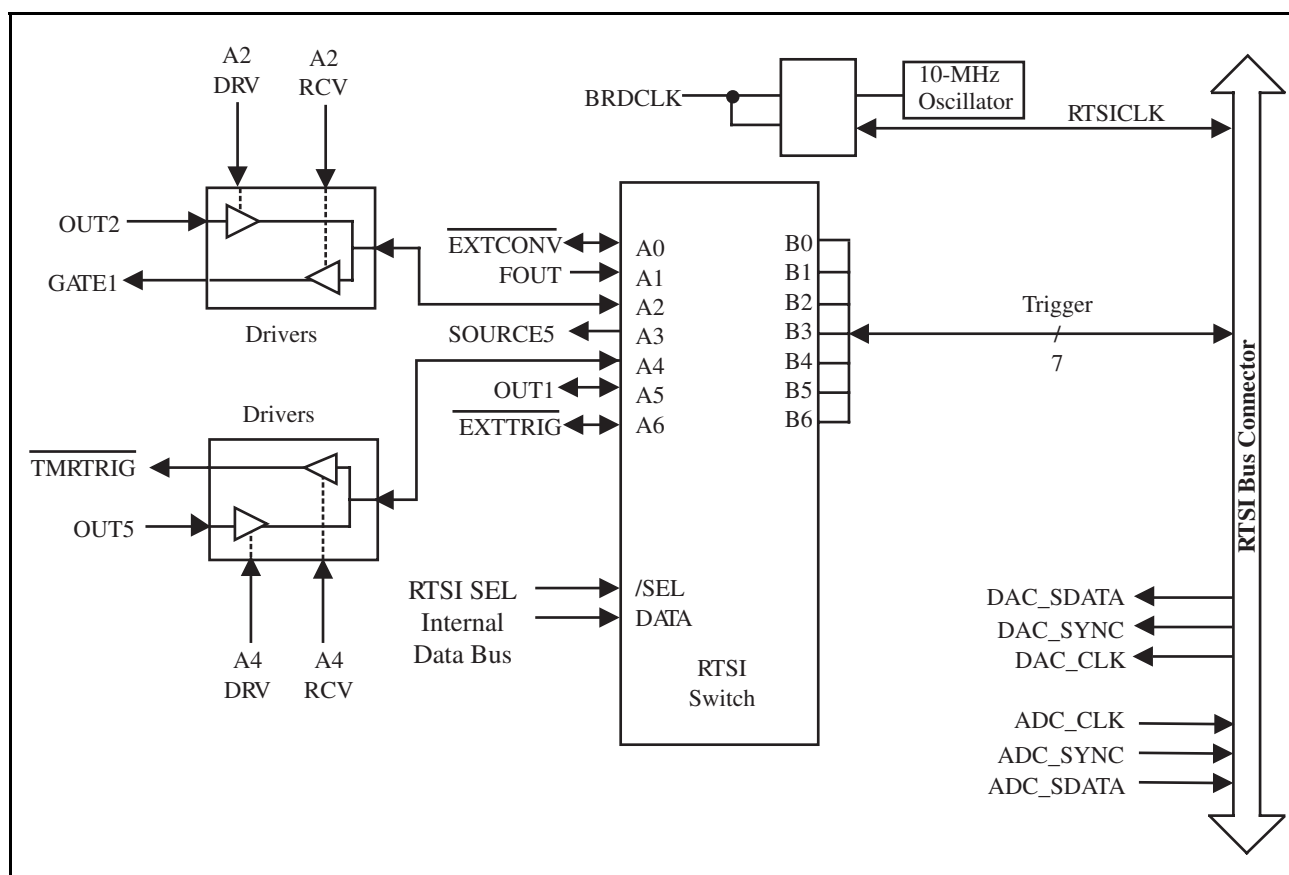 A2
DRV
A2
RCV
OUT2
GATE1
Drivers
Drivers
TMRTRIG
OUT5
A4
DRV
A4
RCV
BRDCLK
10-MHz
Oscillator
RTSICLK
EXTCONV
FOUT
SOURCE5
OUT1
EXTTRIG
A0
A1
A2
A3
A4
A5
A6
B0
B1
B2
B3
B4
B5
B6
Trigger
/
7
RTSI SEL
Internal
Data Bus
/SEL
DATA
RTSI
Switch
RTSI Bus Connector
DAC_SDATA
DAC_SYNC
DAC_CLK
ADC_CLK
ADC_SYNC
ADC_SDATA